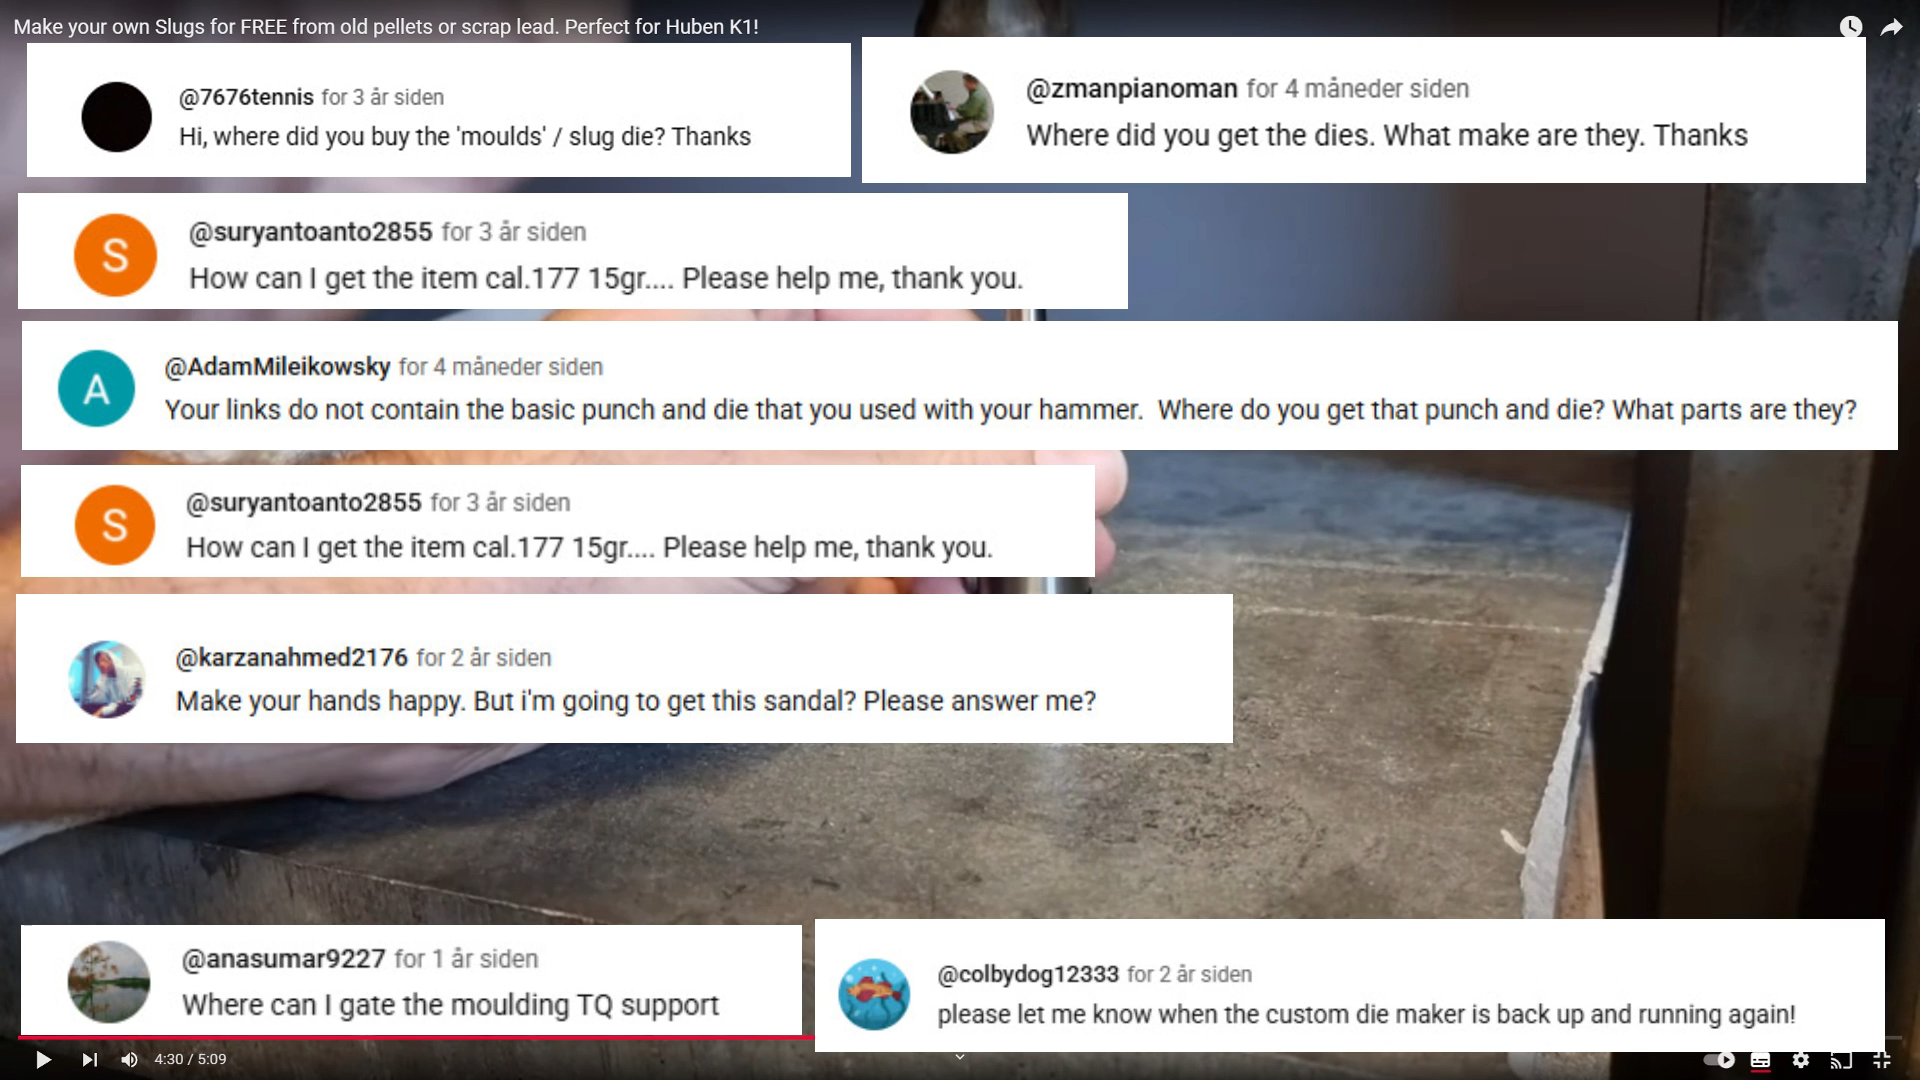 Make your own Slugs for FREE from old pellets or scrap lead. Perfect for Huben K1!
@7676tennis for 3 år siden
Hi, where did you buy the 'moulds' / slug die? Thanks
@zmanpianoman for 4 måneder siden
Where did you get the dies. What make are they. Thanks
S
@suryantoanto2855 for 3 år siden
How can I get the item cal.177 15gr.... Please help me, thank you.
A
@AdamMileikowsky for 4 måneder siden
Your links do not contain the basic punch and die that you used with your hammer. Where do you get that punch and die? What parts are they?
S
@suryantoanto2855 for 3 år siden
How can I get the item cal.177 15gr.... Please help me, thank you.
@karzanahmed2176 for 2 år siden
Make your hands happy. But i'm going to get this sandal? Please answer me?
@anasumar9227 for 1 år siden
Where can I gate the moulding TQ support
@colbydog12333 for 2 år siden
please let me know when the custom die maker is back up and running again!
4:30 / 5:09